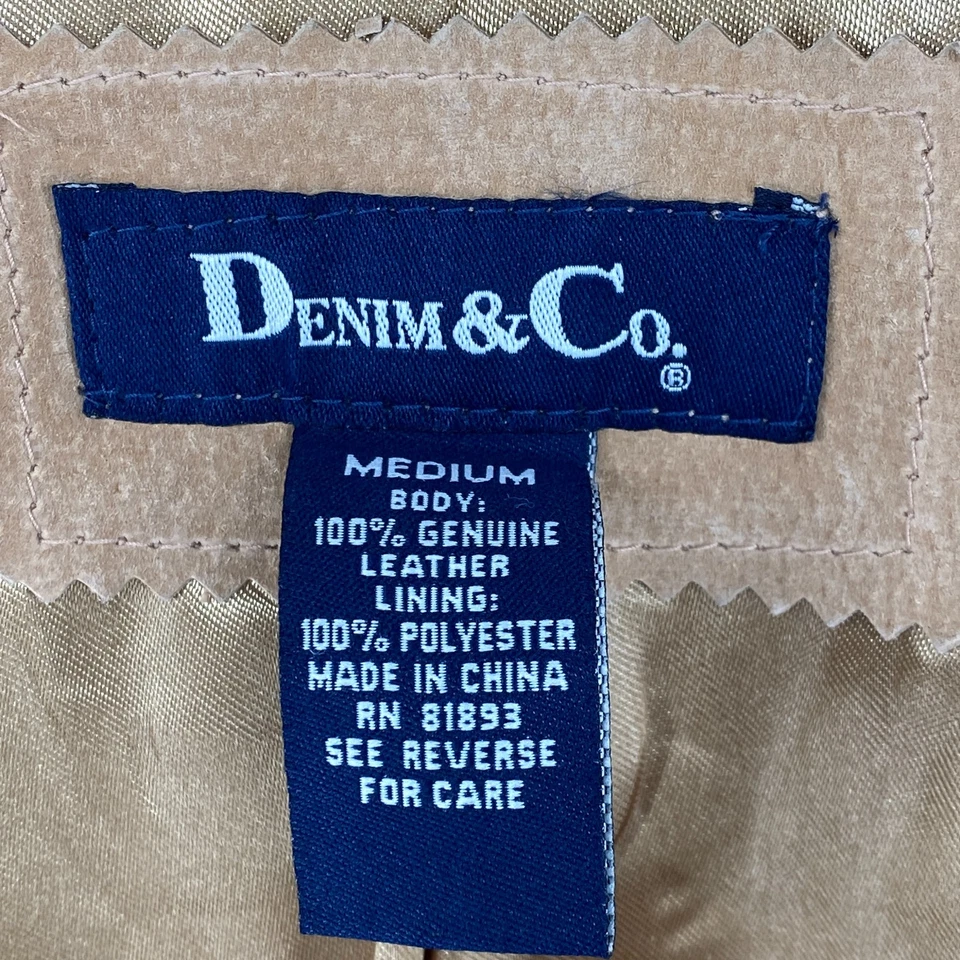 DENIM & CO.®
MEDIUM
BODY:
100% GENUINE
LEATHER
LINING:
100% POLYESTER
MADE IN CHINA
RN 81893
SEE REVERSE
FOR CARE